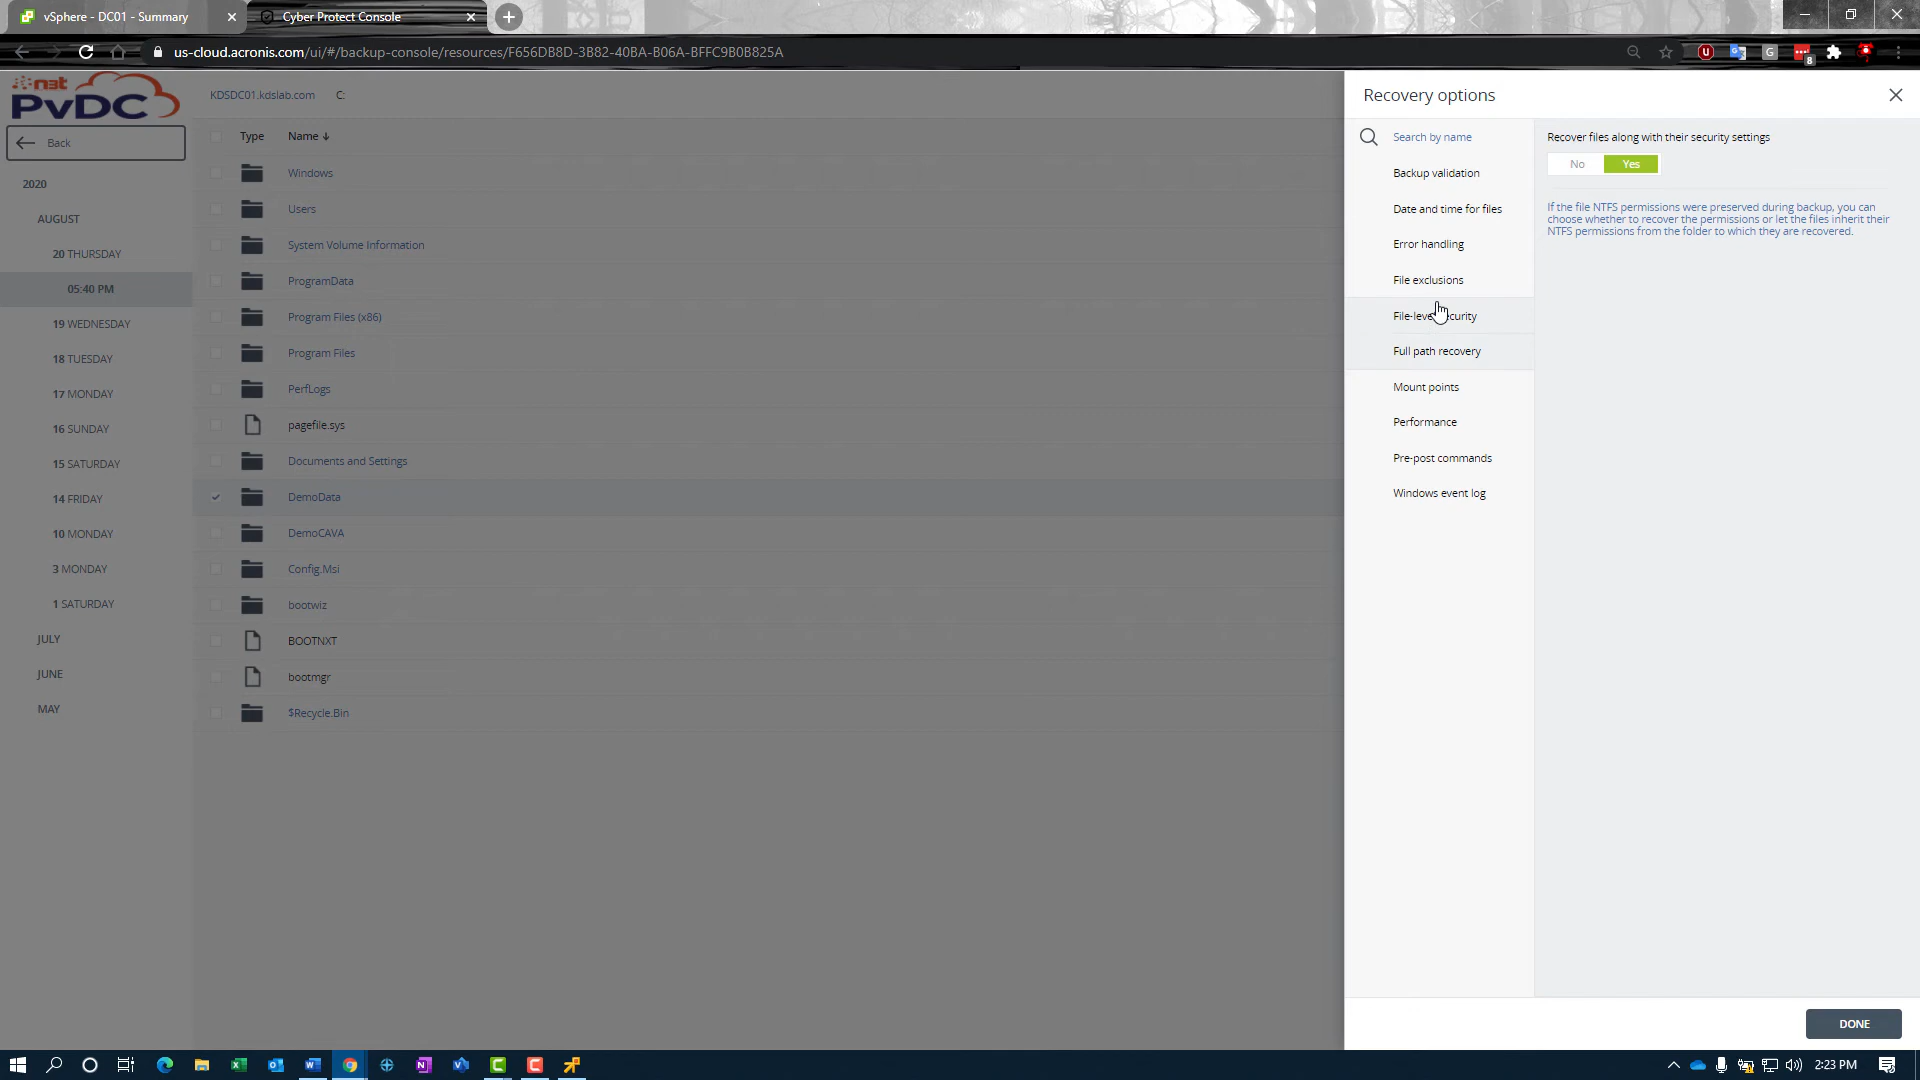 vSphere - DC01 - Summary
Cyber Protect Console
us-cloud.acronis.com/ui/#/backup-console/resources/F656DB8D-3B82-40BA-B06A-BFFC9B0B825A
n3t
PvDC
KDSDC01.kdslab.com C:
Recovery options
Back
Type Name
2020
AUGUST
20 THURSDAY
05:40 PM
19 WEDNESDAY
18 TUESDAY
17 MONDAY
16 SUNDAY
15 SATURDAY
14 FRIDAY
10 MONDAY
3 MONDAY
1 SATURDAY
JULY
JUNE
MAY
Windows
Users
System Volume Information
ProgramData
Program Files (x86)
Program Files
PerfLogs
pagefile.sys
Documents and Settings
DemoData
DemoCAVA
Config.Msi
bootwiz
BOOTNXT
bootmgr
$Recycle.Bin
Search by name
Backup validation
Date and time for files
Error handling
File exclusions
File-level security
Full path recovery
Mount points
Performance
Pre-post commands
Windows event log
Recover files along with their security settings
No Yes
If the file NTFS permissions were preserved during backup, you can
choose whether to recover the permissions or let the files inherit their
NTFS permissions from the folder to which they are recovered.
DONE
2:23 PM